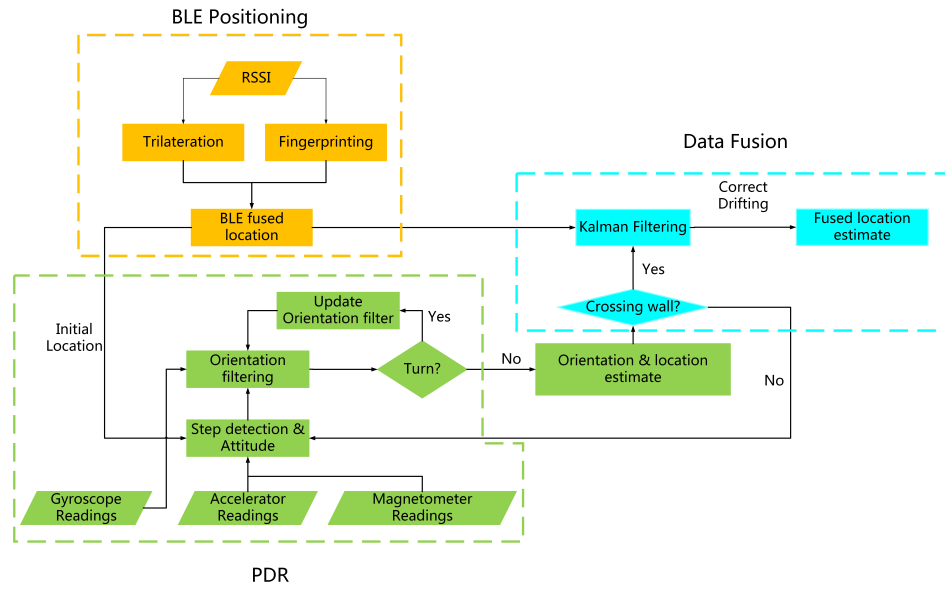 BLE Positioning
RSSI
Trilateration
Fingerprinting
BLE fused
location
Data Fusion
Correct
Drifting
Kalman Filtering
Fused location
estimate
Yes
Crossing wall?
Initial
Location
Update
Orientation filter
Yes
Orientation
filtering
Turn?
No
Orientation & location
estimate
No
Step detection &
Attitude
Gyroscope
Readings
Accelerator
Readings
Magnetometer
Readings
PDR